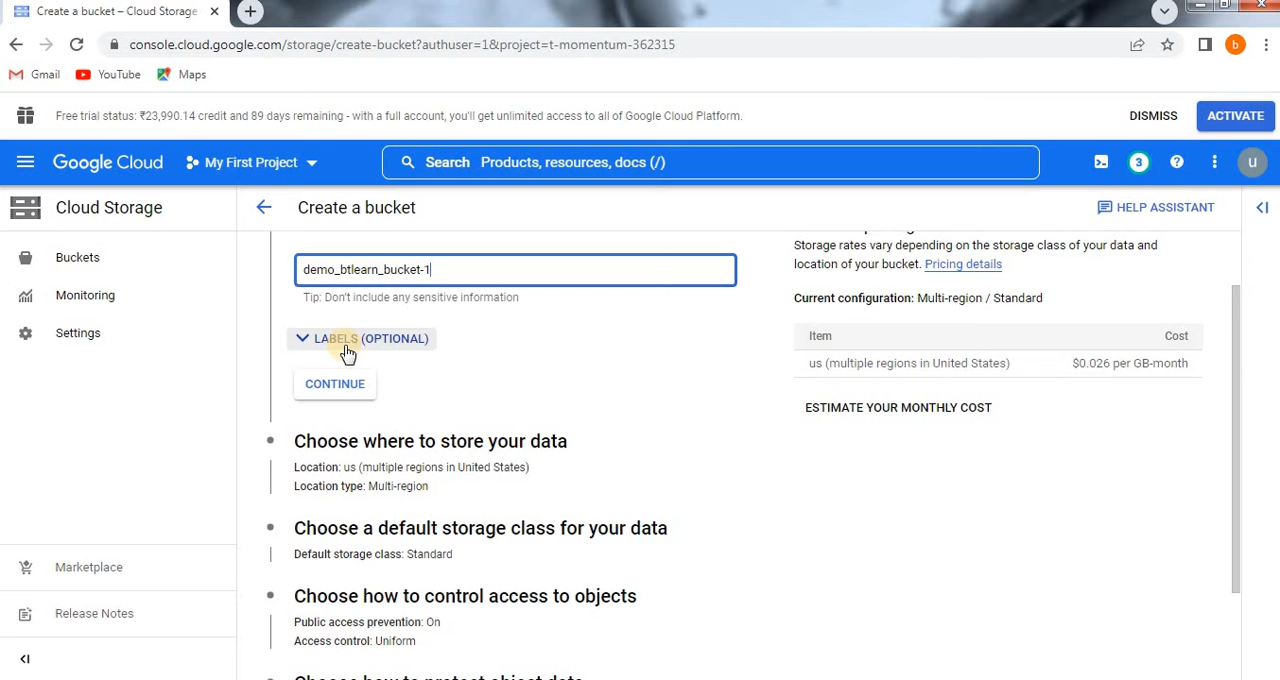 Create a bucket – Cloud Storage
console.cloud.google.com/storage/create-bucket?authuser=1&project=t-momentum-362315
b
Gmail
YouTube
Maps
Free trial status: ₹23,990.14 credit and 89 days remaining - with a full account, you'll get unlimited access to all of Google Cloud Platform.
DISMISS
ACTIVATE
Google Cloud
My First Project
Search Products, resources, docs (/)
3
u
Cloud Storage
Create a bucket
HELP ASSISTANT
Buckets
Monitoring
Settings
Marketplace
Release Notes
demo_btlearn_bucket-1
Tip: Don't include any sensitive information
LABELS (OPTIONAL)
CONTINUE
Choose where to store your data
Location: us (multiple regions in United States)
Location type: Multi-region
Choose a default storage class for your data
Default storage class: Standard
Choose how to control access to objects
Public access prevention: On
Access control: Uniform
Choose how to protect object data
Storage rates vary depending on the storage class of your data and
location of your bucket. Pricing details
Current configuration: Multi-region / Standard
Item Cost
us (multiple regions in United States) $0.026 per GB-month
ESTIMATE YOUR MONTHLY COST